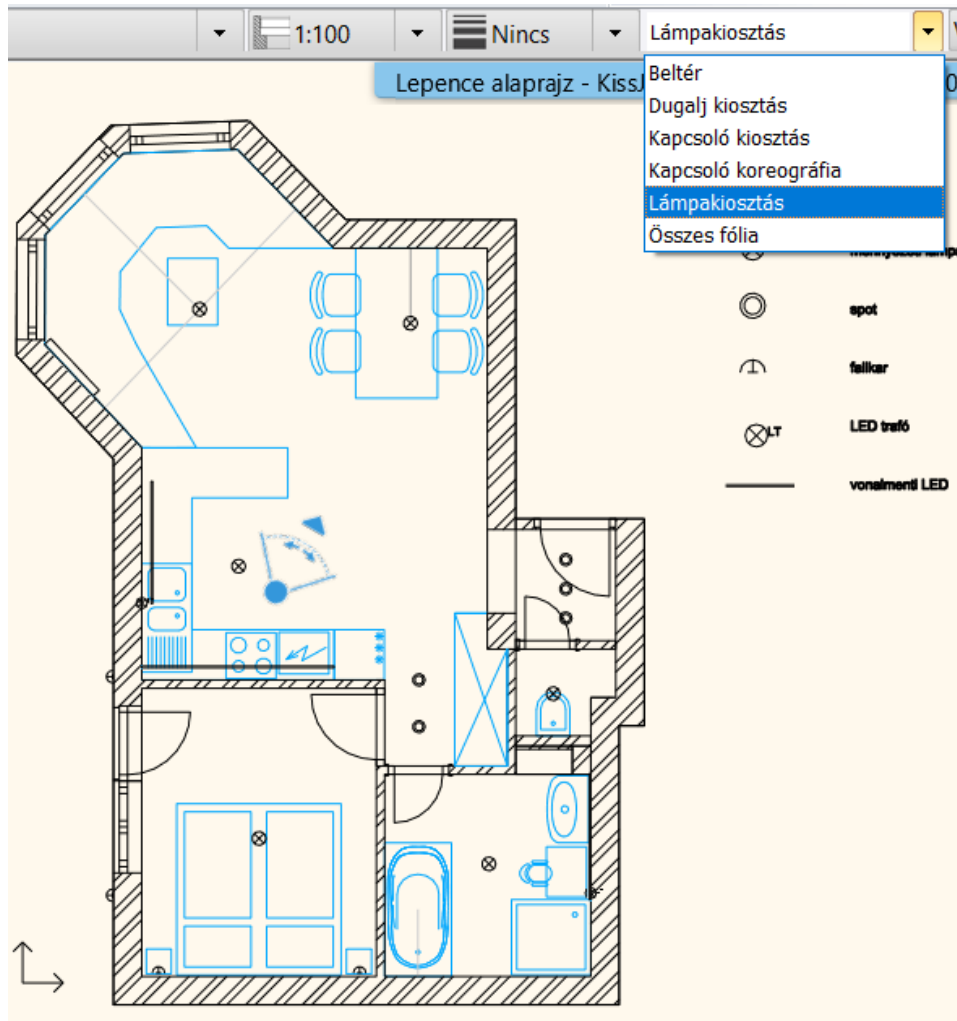 1:100
Nincs
Lámpakiosztás
Lepence alaprajz - Kiss
Beltér
Dugalj kiosztás
Kapcsoló kiosztás
Kapcsoló koreográfia
Lámpakiosztás
Összes fólia
spot
falikar
LT
LED trafó
vonalmenti LED